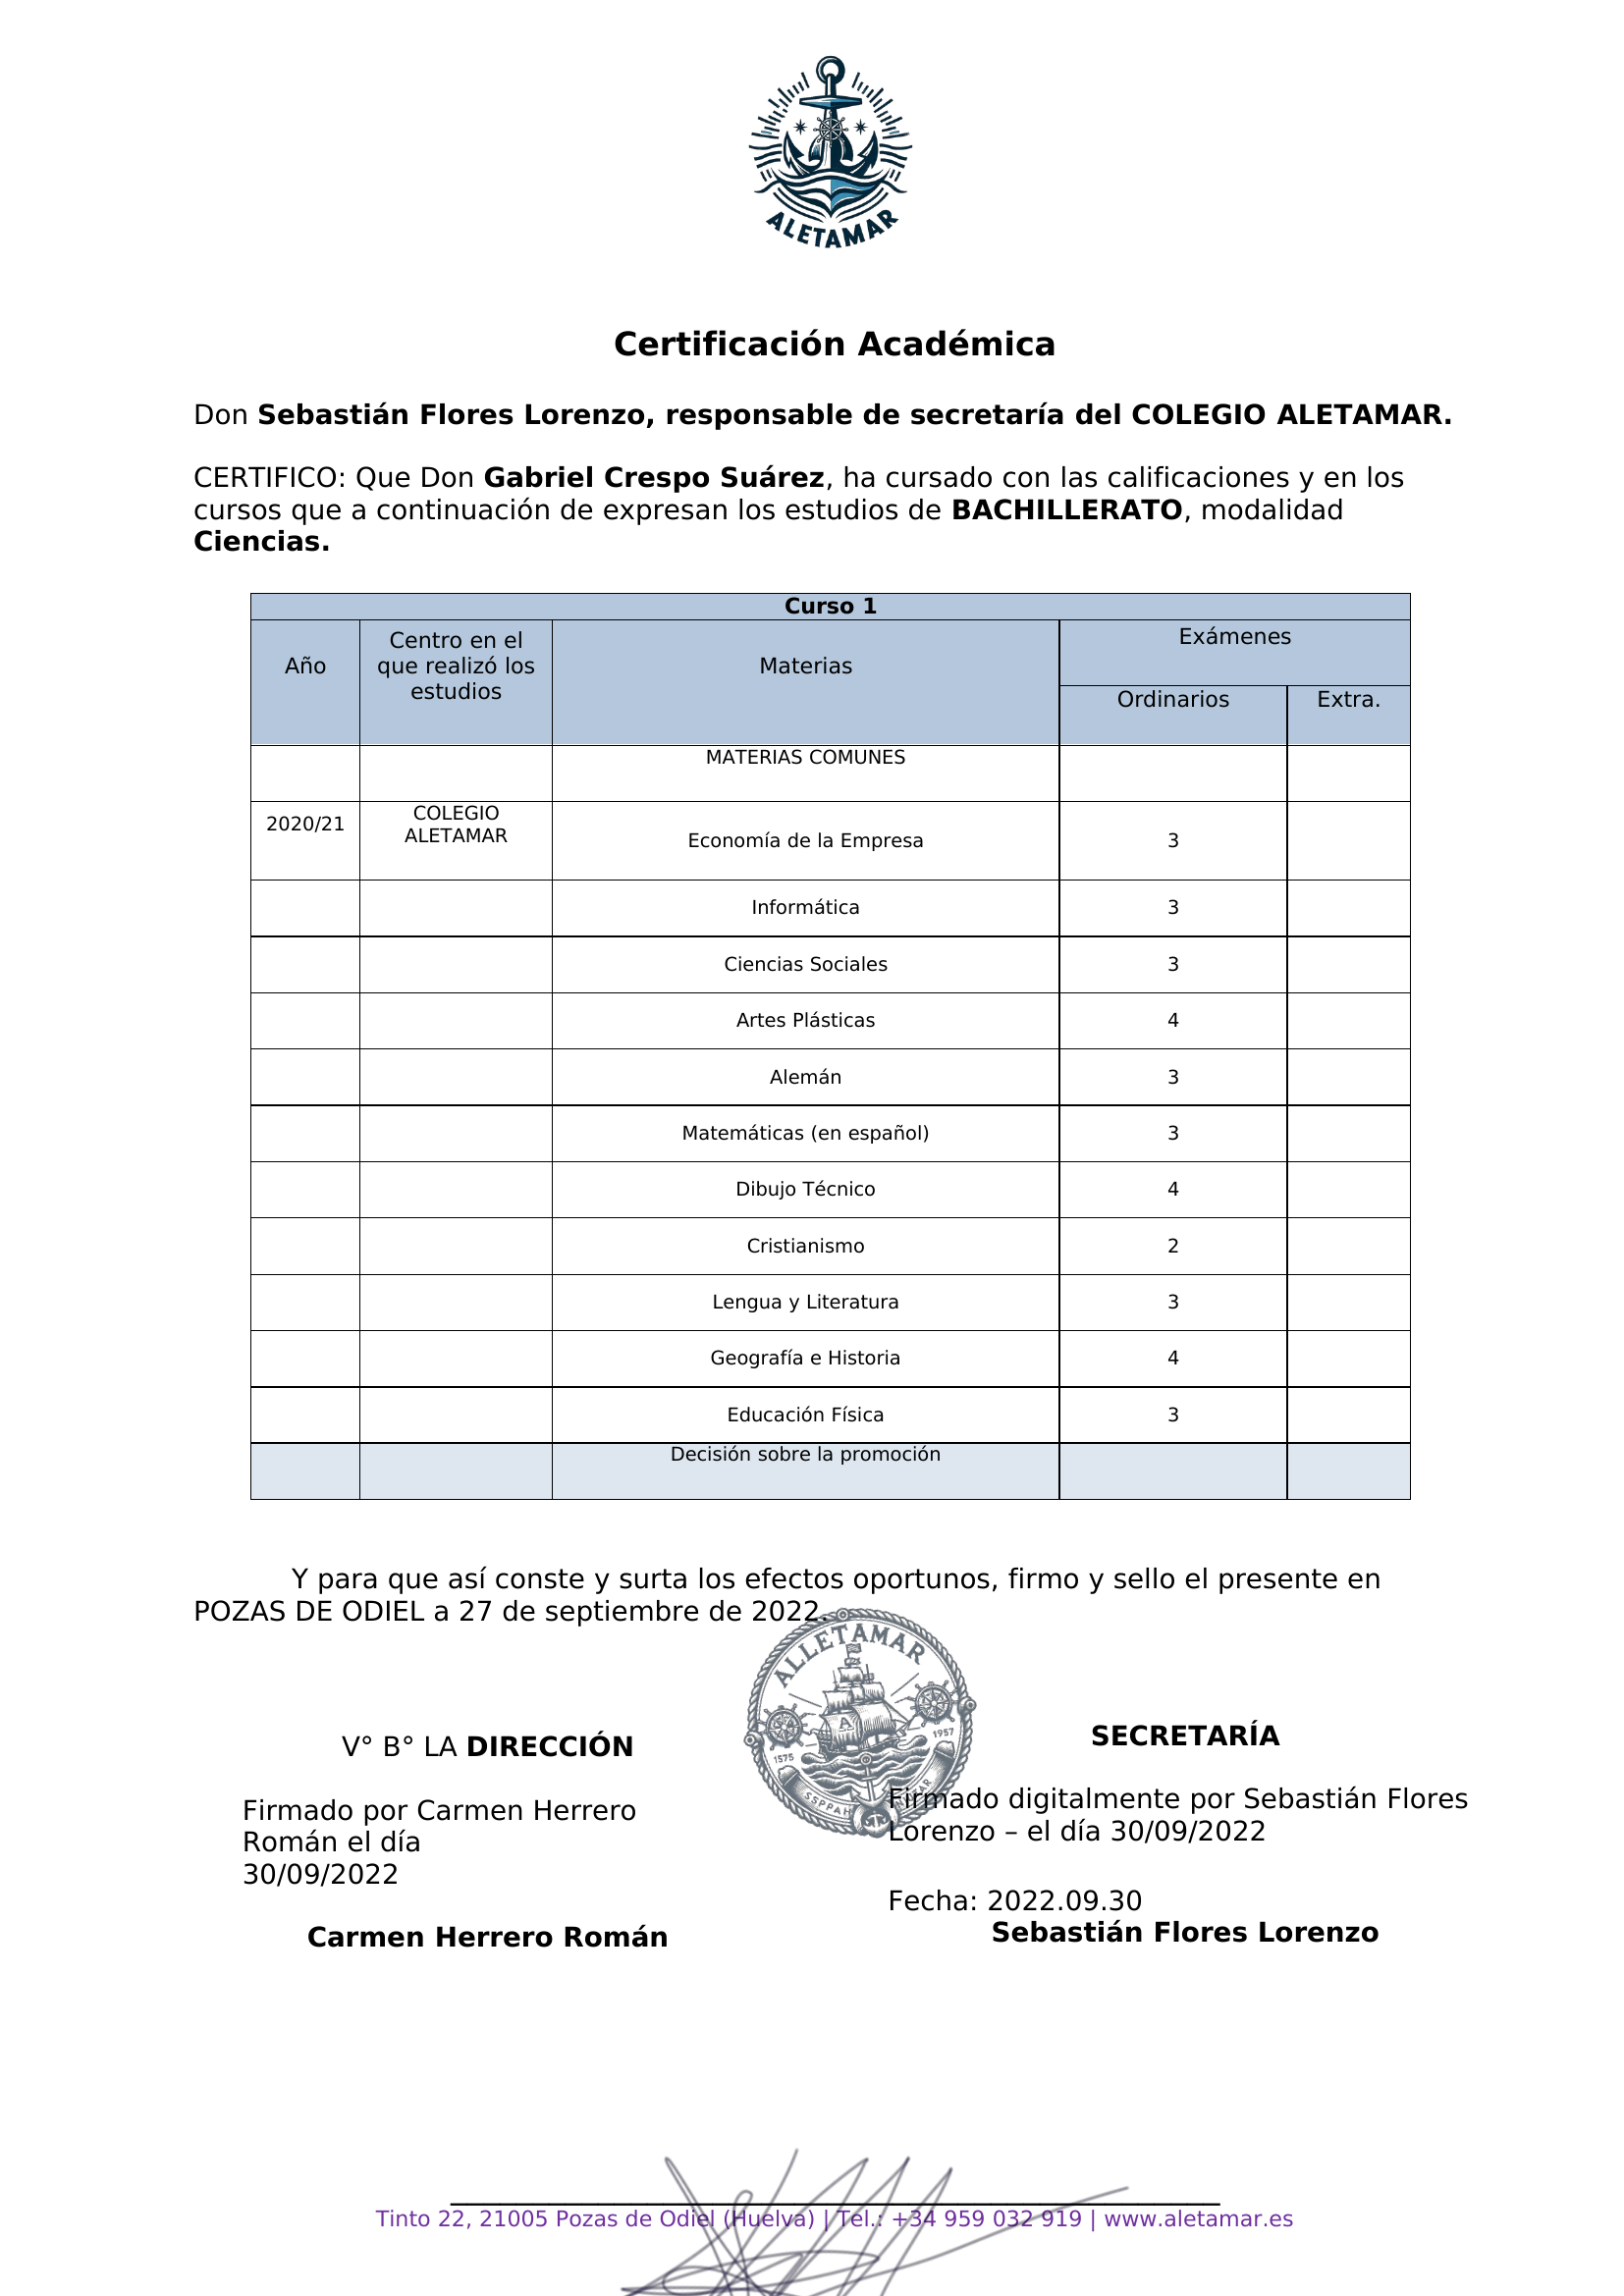 ALETAMAR
Certificación Académica
Don Sebastián Flores Lorenzo, responsable de secretaría del COLEGIO ALETAMAR.
CERTIFICO: Que Don Gabriel Crespo Suárez, ha cursado con las calificaciones y en los
cursos que a continuación de expresan los estudios de BACHILLERATO, modalidad
Ciencias.
Curso 1
Año
Centro en el
que realizó los
estudios
Materias
Exámenes
Ordinarios
Extra.
MATERIAS COMUNES
2020/21
COLEGIO
ALETAMAR
Economía de la Empresa
3
Informática
3
Ciencias Sociales
3
Artes Plásticas
4
Alemán
3
Matemáticas (en español)
3
Dibujo Técnico
4
Cristianismo
2
Lengua y Literatura
3
Geografía e Historia
4
Educación Física
3
Decisión sobre la promoción
Y para que así conste y surta los efectos oportunos, firmo y sello el presente en
POZAS DE ODIEL a 27 de septiembre de 2022.
ALLETAMAR
A
1575
1957
V° B° LA DIRECCIÓN
Firmado por Carmen Herrero
Román el día
30/09/2022
Carmen Herrero Román
SECRETARÍA
Firmado digitalmente por Sebastián Flores
Lorenzo – el día 30/09/2022
Fecha: 2022.09.30
Sebastián Flores Lorenzo
Tinto 22, 21005 Pozas de Odiel (Huelva) | Tel.: +34 959 032 919 | www.aletamar.es